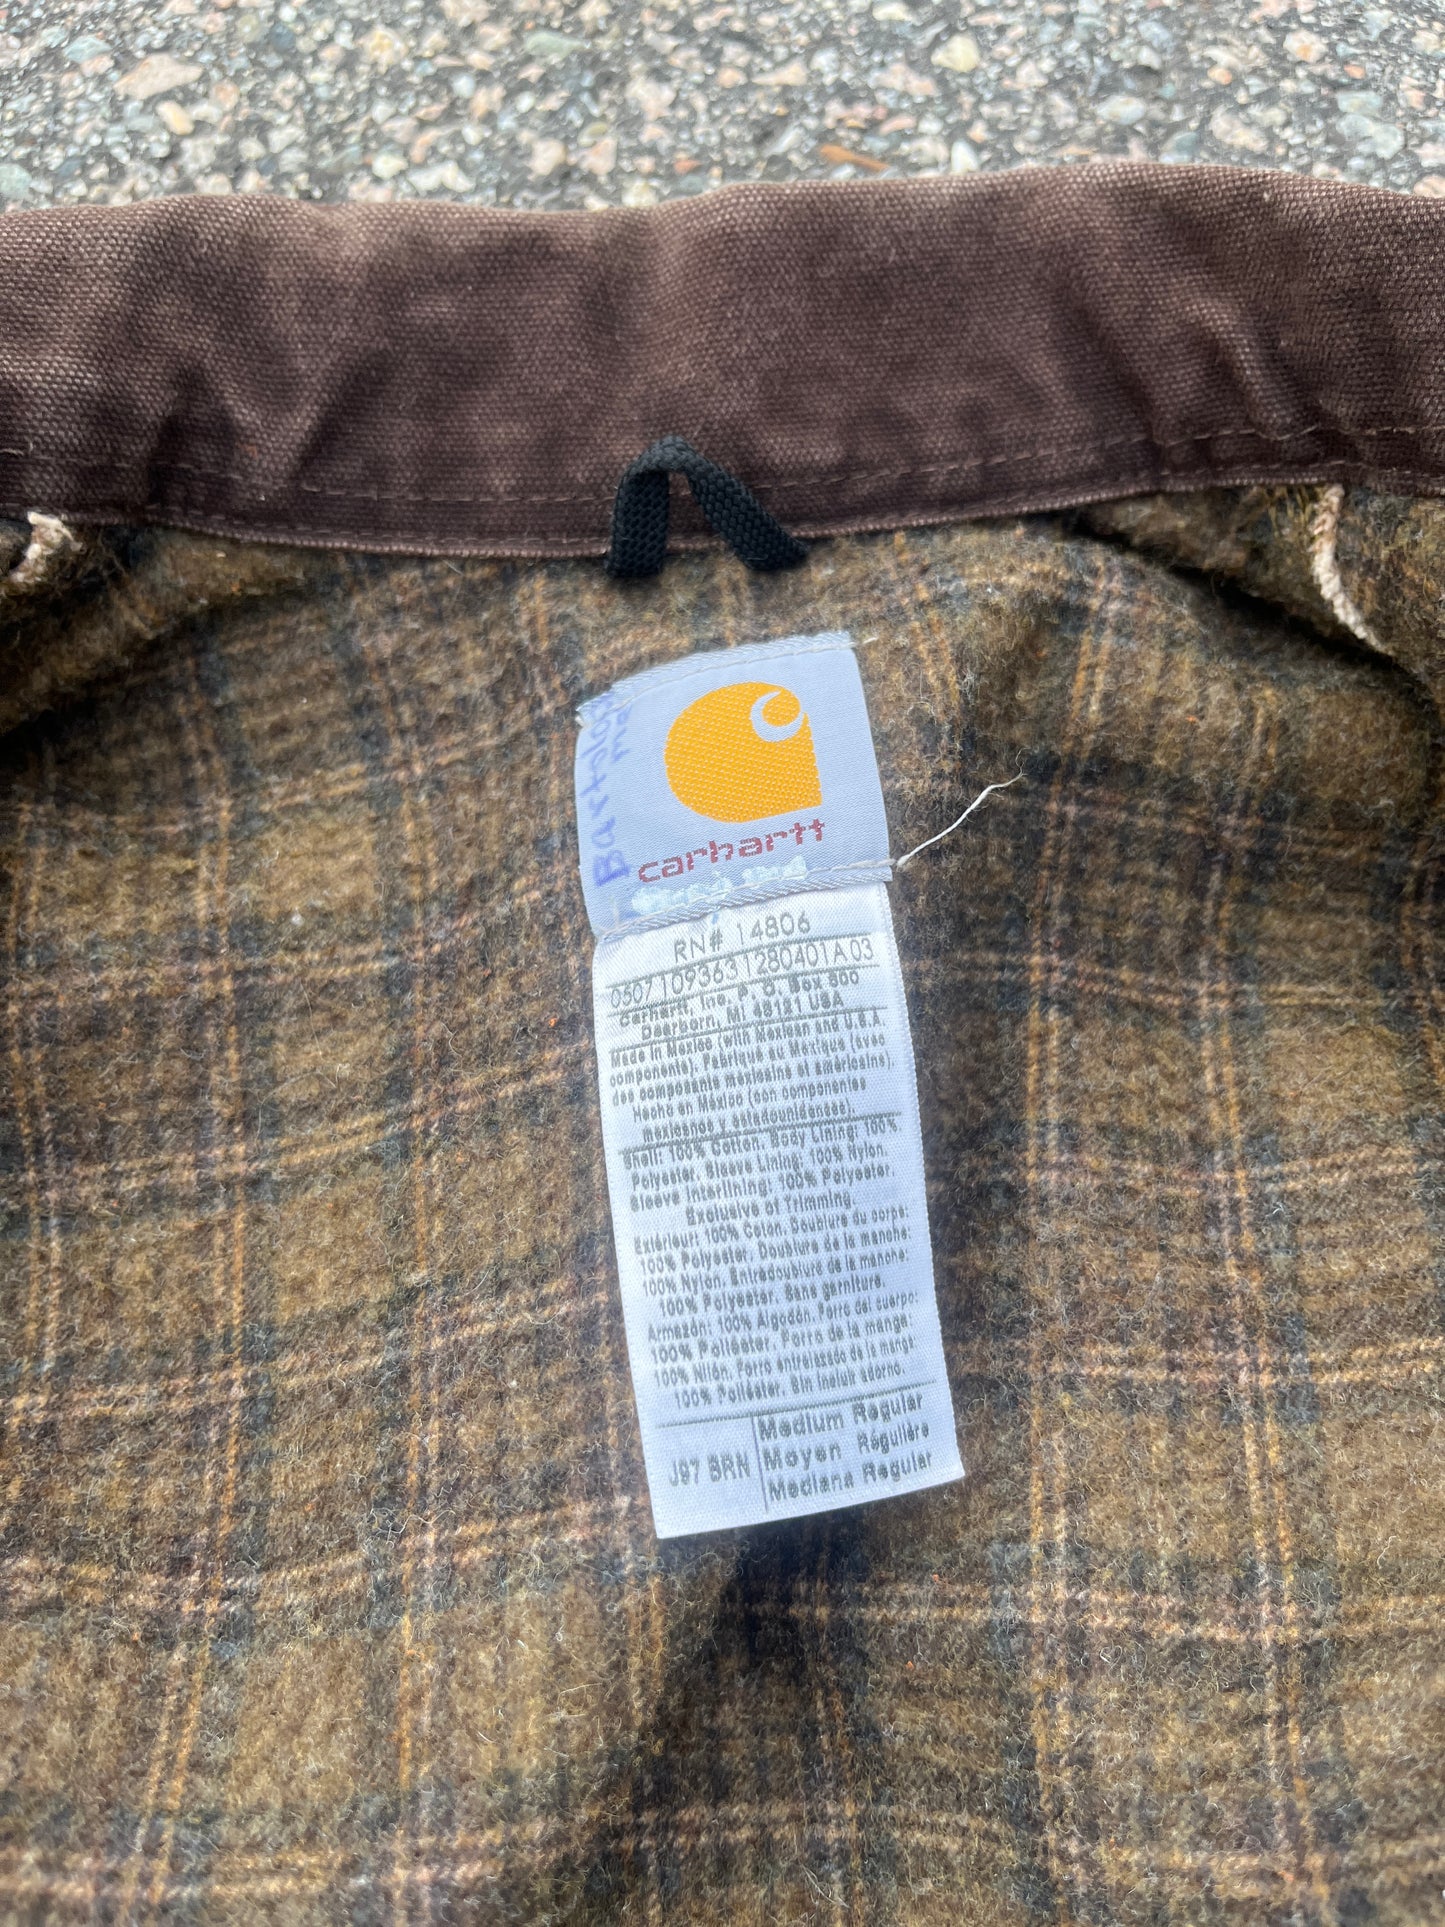 carhartt
RN# 14806
0507109363 1280401A03
Carhartt, Inc. P. O. Box 600
Dearborn, MI 48121 USA
Made in Mexico (with Mexican and U.S.A.
components). Fabriqué au Mexique (avec
des composants mexicains et américains).
Hecho en México (con componentes
mexicanos y estadounidenses).
Shell: 100% Cotton. Body Lining: 100%
Polyester. Sleeve Lining: 100% Nylon.
Sleeve Interlining: 100% Polyester.
Exclusive of Trimming.
Extérieur: 100% Coton. Doublure du corps:
100% Polyester. Doublure de la manche:
100% Nylon. Entredoublure de la manche:
100% Polyester. Sans garniture.
Armazón: 100% Algodón. Forro del cuerpo:
100% Poliéster. Forro de la manga:
100% Nilón. Forro entrelazado de la manga:
100% Poliéster. Sin incluir adorno.
J97 BRN
Medium Regular
Moyen Régulière
Mediana Regular